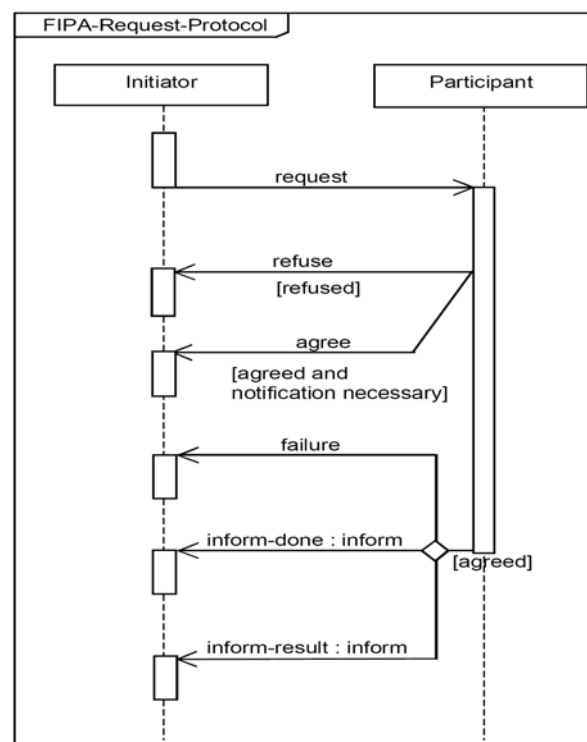 FIPA-Request-Protocol
Initiator
Participant
request
refuse
[refused]
agree
[agreed and
notification necessary]
failure
inform-done : inform
[agreed]
inform-result : inform